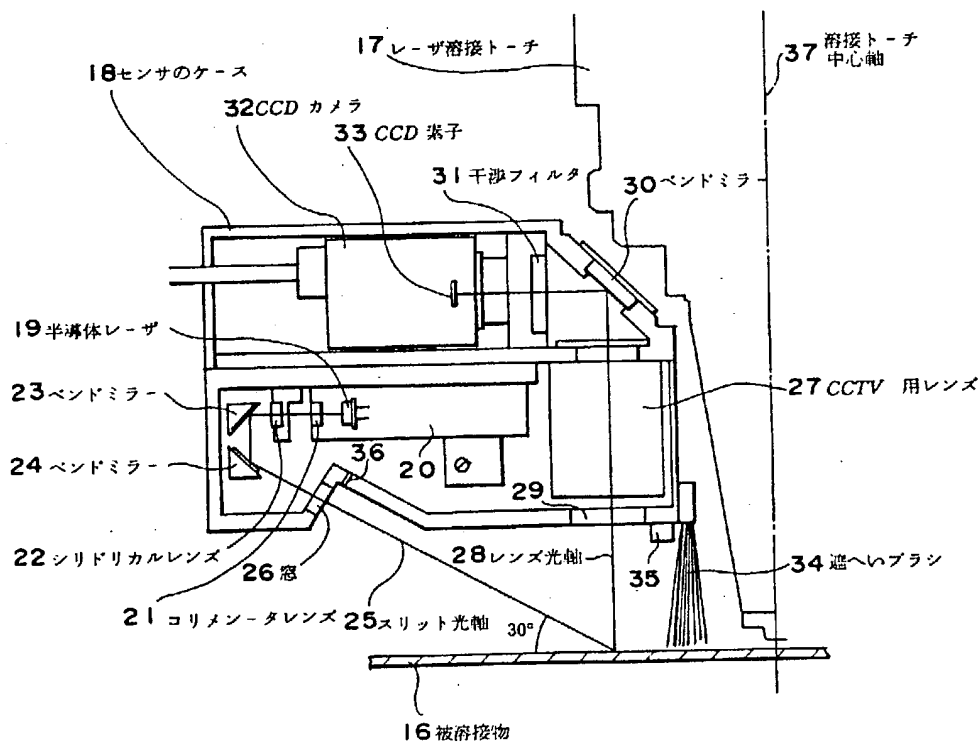 17 レーザ溶接トーチ
37 溶接トーチ
中心軸
18 センサのケース
32 CCD カメラ
33 CCD 素子
31 干渉フィルタ
30 ベンドミラ
19 半導体レーザ
23 ベンドミラー
27 CCTV 用レンズ
24 ベンドミラー
20
36
29
22 シリドリカルレンズ
26 窓
28 レンズ光軸
35
34 遮へいブラシ
21 コリメンータレンズ
25 スリット光軸
30°
16 被溶接物